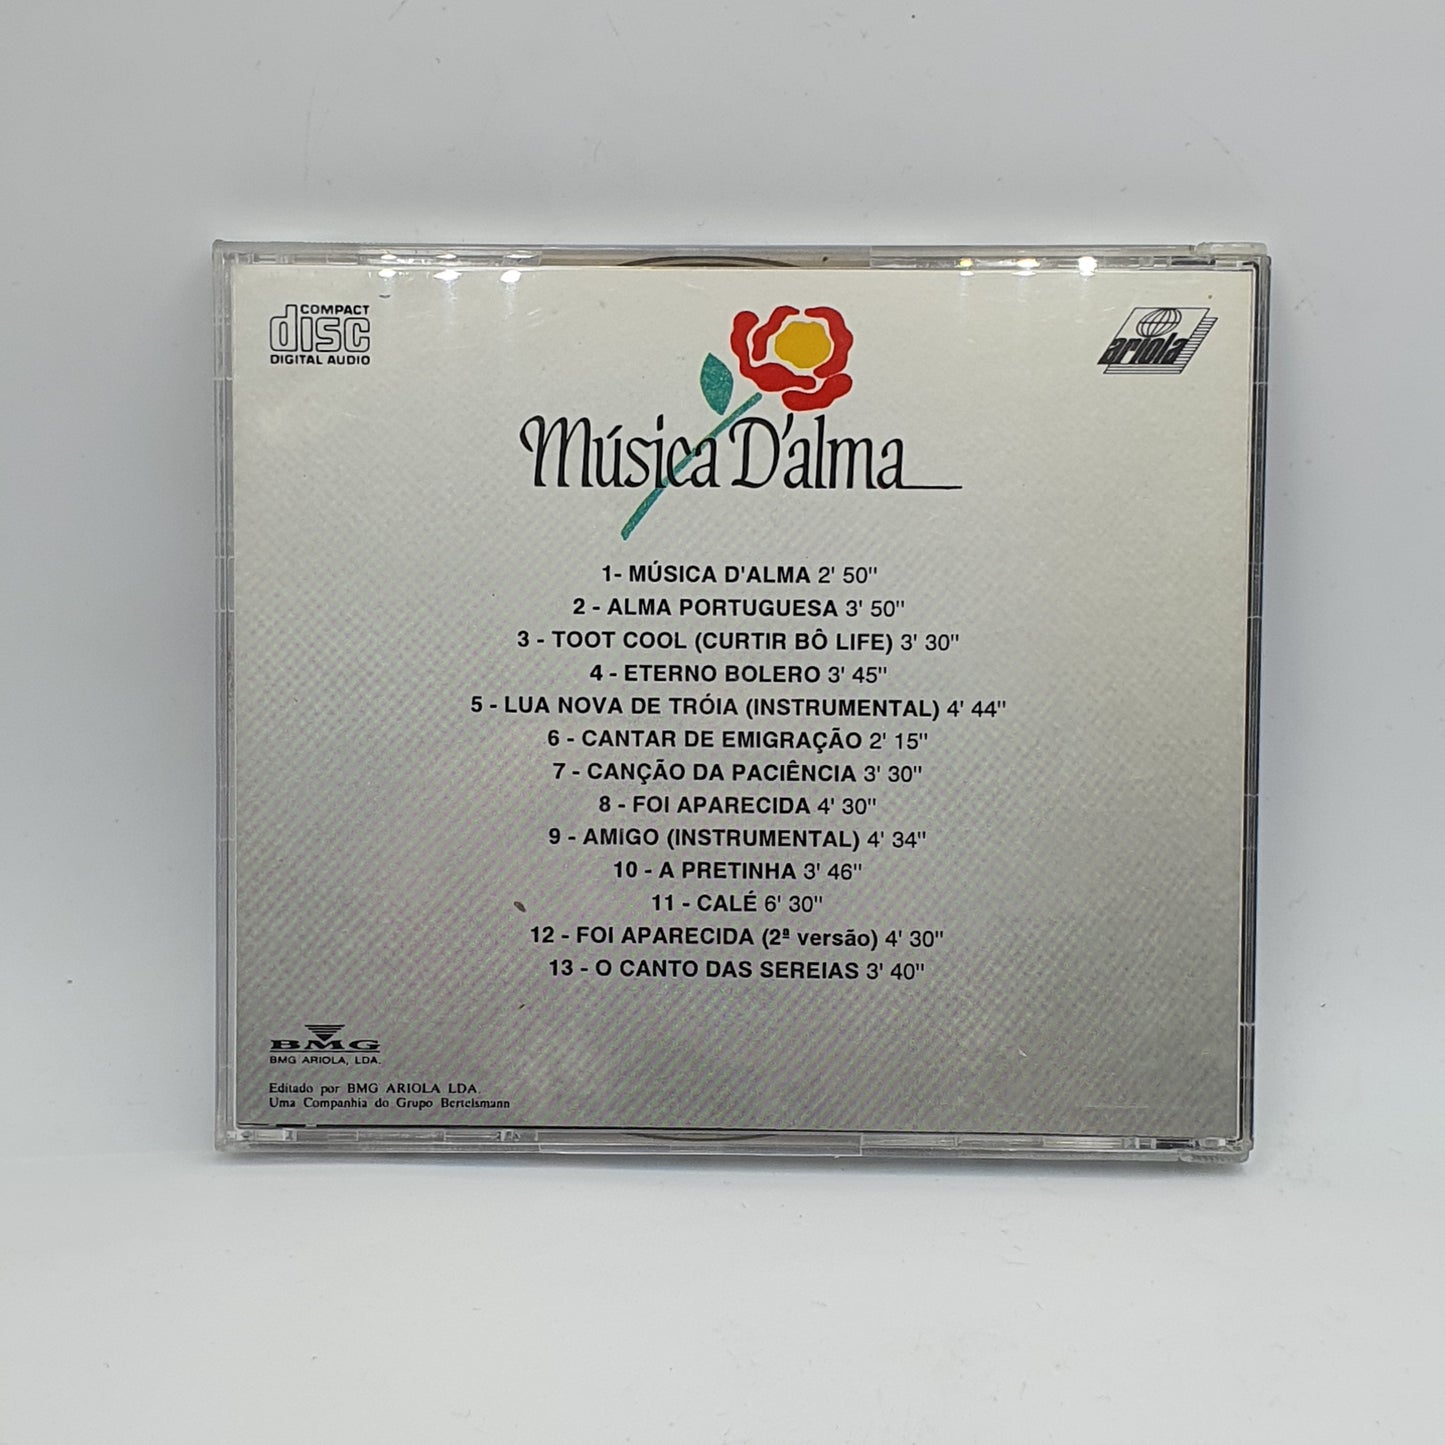 COMPACT
disc
DIGITAL AUDIO
ariola
Música D'alma
1- MÚSICA D'ALMA 2' 50"
2 - ALMA PORTUGUESA 3' 50"
3 - TOOT COOL (CURTIR BÔ LIFE) 3' 30"
4 - ETERNO BOLERO 3' 45"
5 - LUA NOVA DE TRÓIA (INSTRUMENTAL) 4' 44"
6 - CANTAR DE EMIGRAÇÃO 2' 15"
7 - CANÇÃO DA PACIÊNCIA 3' 30"
8 - FOI APARECIDA 4' 30"
9 - AMIGO (INSTRUMENTAL) 4' 34"
10 - A PRETINHA 3' 46"
11 - CALÉ 6' 30"
12 - FOI APARECIDA (2ª versão) 4' 30"
13 - O CANTO DAS SEREIAS 3' 40"
BMG
BMG ARIOLA, LDA.
Editado por BMG ARIOLA LDA.
Uma Companhia do Grupo Bertelsmann